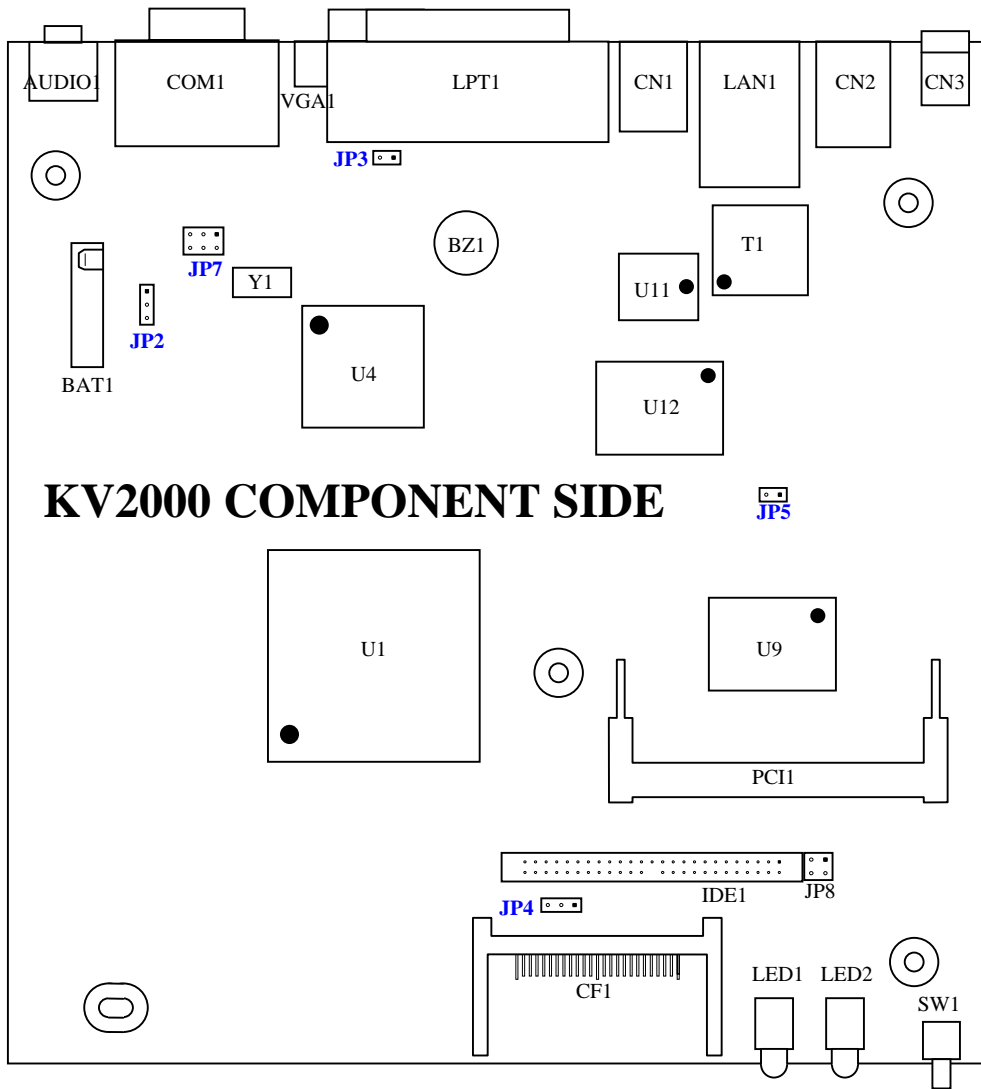 AUDIO1
COM1
VGA1
LPT1
CN1
LAN1
CN2
CN3
JP3
BZ1
T1
JP7
Y1
U11
JP2
BAT1
U4
U12
KV2000 COMPONENT SIDE
JP5
U1
U9
PCI1
IDE1
JP8
JP4
CF1
LED1
LED2
SW1